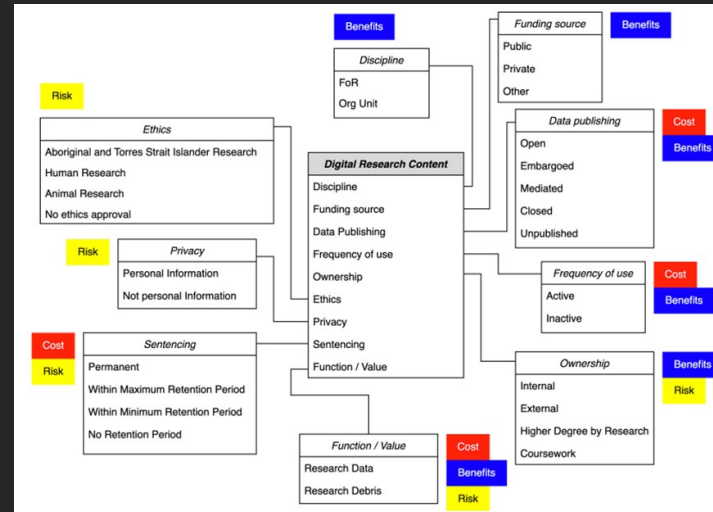 Benefits
Discipline
FoR
Org Unit
Funding source
Public
Private
Other
Benefits
Risk
Ethics
Aboriginal and Torres Strait Islander Research
Human Research
Animal Research
No ethics approval
Data publishing
Open
Embargoed
Mediated
Closed
Unpublished
Cost
Benefits
Digital Research Content
Discipline
Funding source
Data Publishing
Frequency of use
Ownership
Ethics
Privacy
Sentencing
Function / Value
Risk
Privacy
Personal Information
Not personal Information
Frequency of use
Active
Inactive
Cost
Benefits
Cost
Risk
Sentencing
Permanent
Within Maximum Retention Period
Within Minimum Retention Period
No Retention Period
Ownership
Internal
External
Higher Degree by Research
Coursework
Benefits
Risk
Function / Value
Research Data
Research Debris
Cost
Benefits
Risk